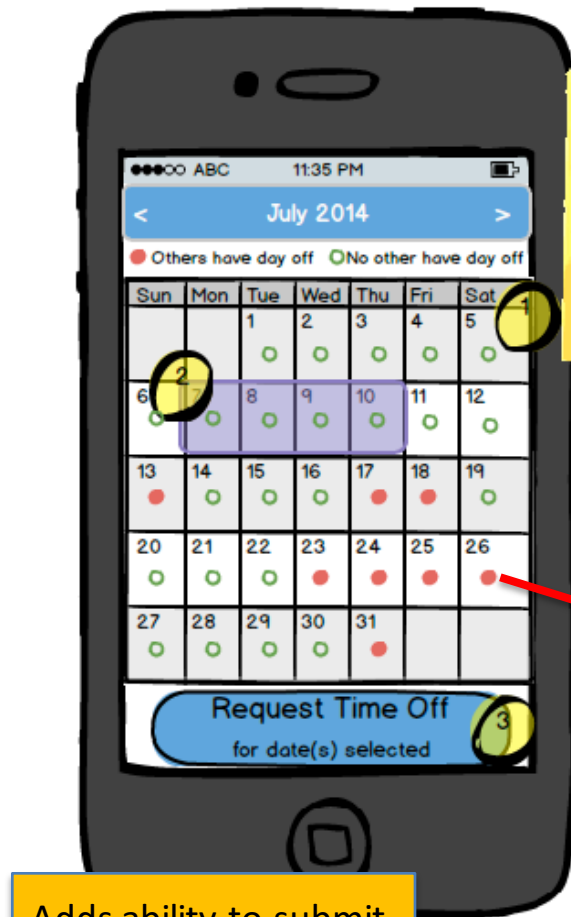 ABC 11:35 PM
< July 2014 >
Others have day off No other have day off
Sun Mon Tue Wed Thu Fri Sat
1 2 3 4 5
1
6 7 8 9 10 11 12
2
13 14 15 16 17 18 19
20 21 22 23 24 25 26
27 28 29 30 31
Request Time Off
for date(s) selected
3
Adds ability to submit